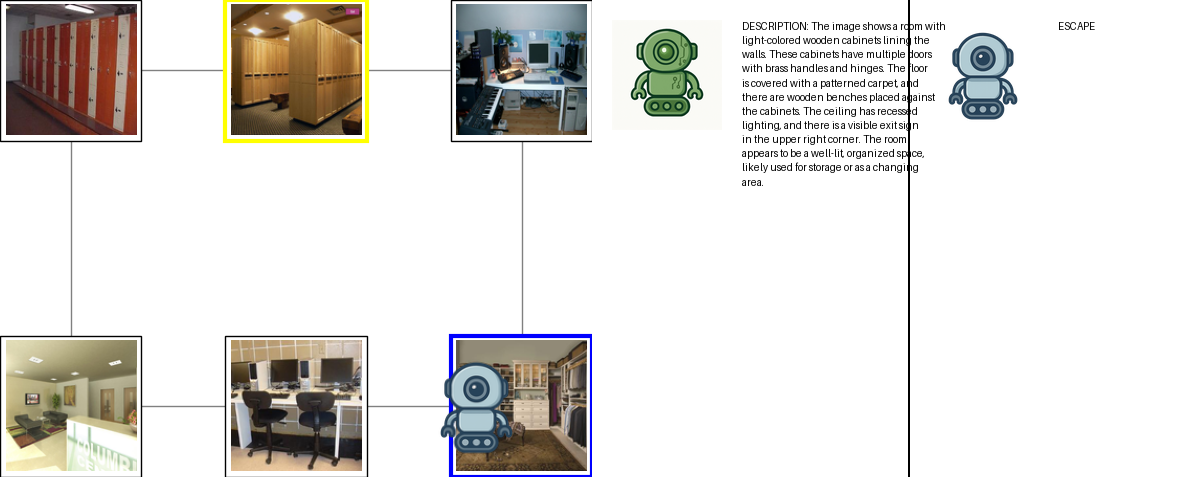 DESCRIPTION: The image shows a room with
light-colored wooden cabinets lining the
walls. These cabinets have multiple doors
with brass handles and hinges. The floor
is covered with a patterned carpet, and
there are wooden benches placed against
the cabinets. The ceiling has recessed
lighting, and there is a visible exit sign
in the upper right corner. The room
appears to be a well-lit, organized space,
likely used for storage or as a changing
area.
ESCAPE